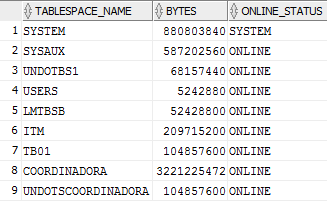 TABLESPACE_NAME BYTES ONLINE_STATUS
1 SYSTEM 880803840 SYSTEM
2 SYSAUX 587202560 ONLINE
3 UNDOTBS1 68157440 ONLINE
4 USERS 5242880 ONLINE
5 LMTBSB 52428800 ONLINE
6 ITM 209715200 ONLINE
7 TB01 104857600 ONLINE
8 COORDINADORA 3221225472 ONLINE
9 UNDOTSCOORDINADORA 104857600 ONLINE